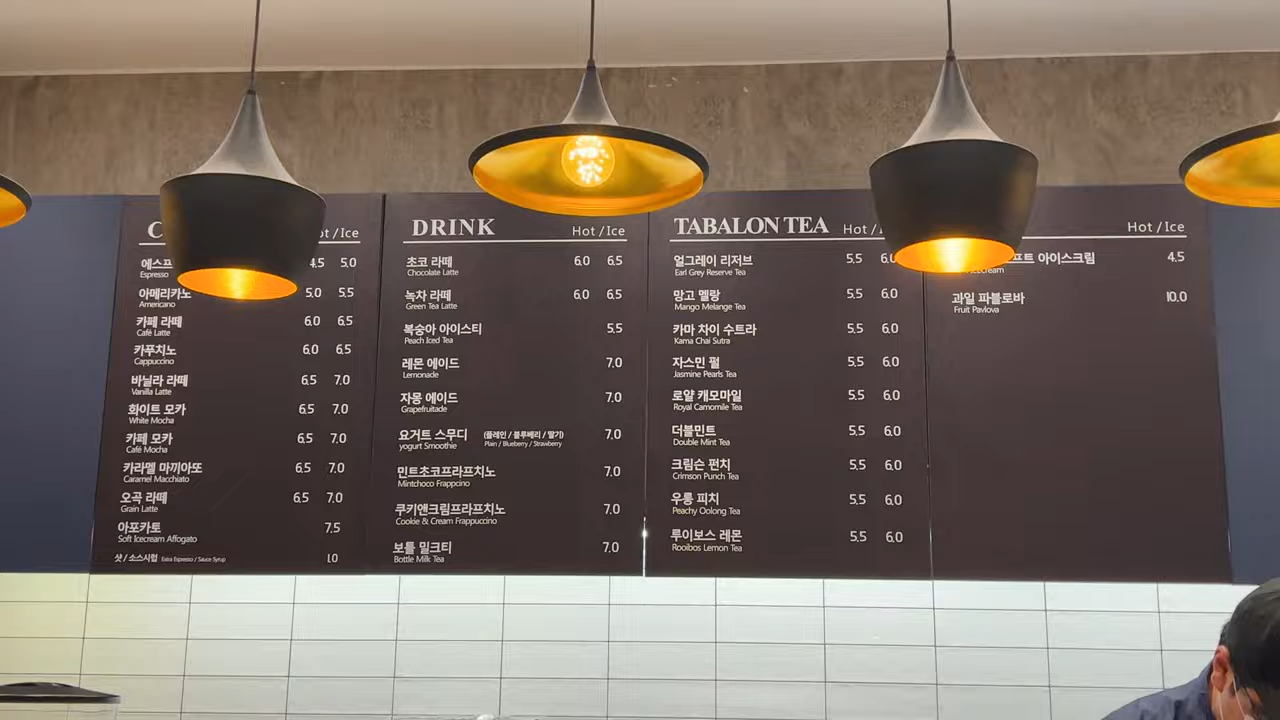 DRINK Hot / Ice
TABALON TEA
Hot / Ice
에스프
Espresso
4.5 5.0
아메리카노
Americano
5.0 5.5
카페 라떼
Café Latte
6.0 6.5
카푸치노
Cappuccino
6.0 6.5
바닐라 라떼
Vanilla Latte
6.5 7.0
화이트 모카
White Mocha
6.5 7.0
카페 모카
Café Mocha
6.5 7.0
카라멜 마끼아또
Caramel Macchiato
6.5 7.0
오곡 라떼
Grain Latte
6.5 7.0
아포카토
Soft Icecream Affogato
7.5
샷 / 소스시럽 Extra Espresso / Sauce Syrup 1.0
초코 라떼
Chocolate Latte
6.0 6.5
녹차 라떼
Green Tea Latte
6.0 6.5
복숭아 아이스티
Peach Iced Tea
5.5
레몬 에이드
Lemonade
7.0
자몽 에이드
Grapefruitade
7.0
요거트 스무디 (플레인 / 블루베리 / 딸기)
yogurt Smoothie Plain / Blueberry / Strawberry
7.0
민트초코프라프치노
Mintchoco Frappcino
7.0
쿠키앤크림프라프치노
Cookie & Cream Frappuccino
7.0
보틀 밀크티
Bottle Milk Tea
7.0
얼그레이 리저브
Earl Grey Reserve Tea
5.5 6.0
망고 멜랑
Mango Melange Tea
5.5 6.0
카마 차이 수트라
Kama Chai Sutra
5.5 6.0
자스민 펄
Jasmine Pearls Tea
5.5 6.0
로얄 캐모마일
Royal Camomile Tea
5.5 6.0
더블민트
Double Mint Tea
5.5 6.0
크림슨 펀치
Crimson Punch Tea
5.5 6.0
우롱 피치
Peachy Oolong Tea
5.5 6.0
루이보스 레몬
Rooibos Lemon Tea
5.5 6.0
프트 아이스크림
4.5
과일 파블로바
Fruit Pavlova
10.0